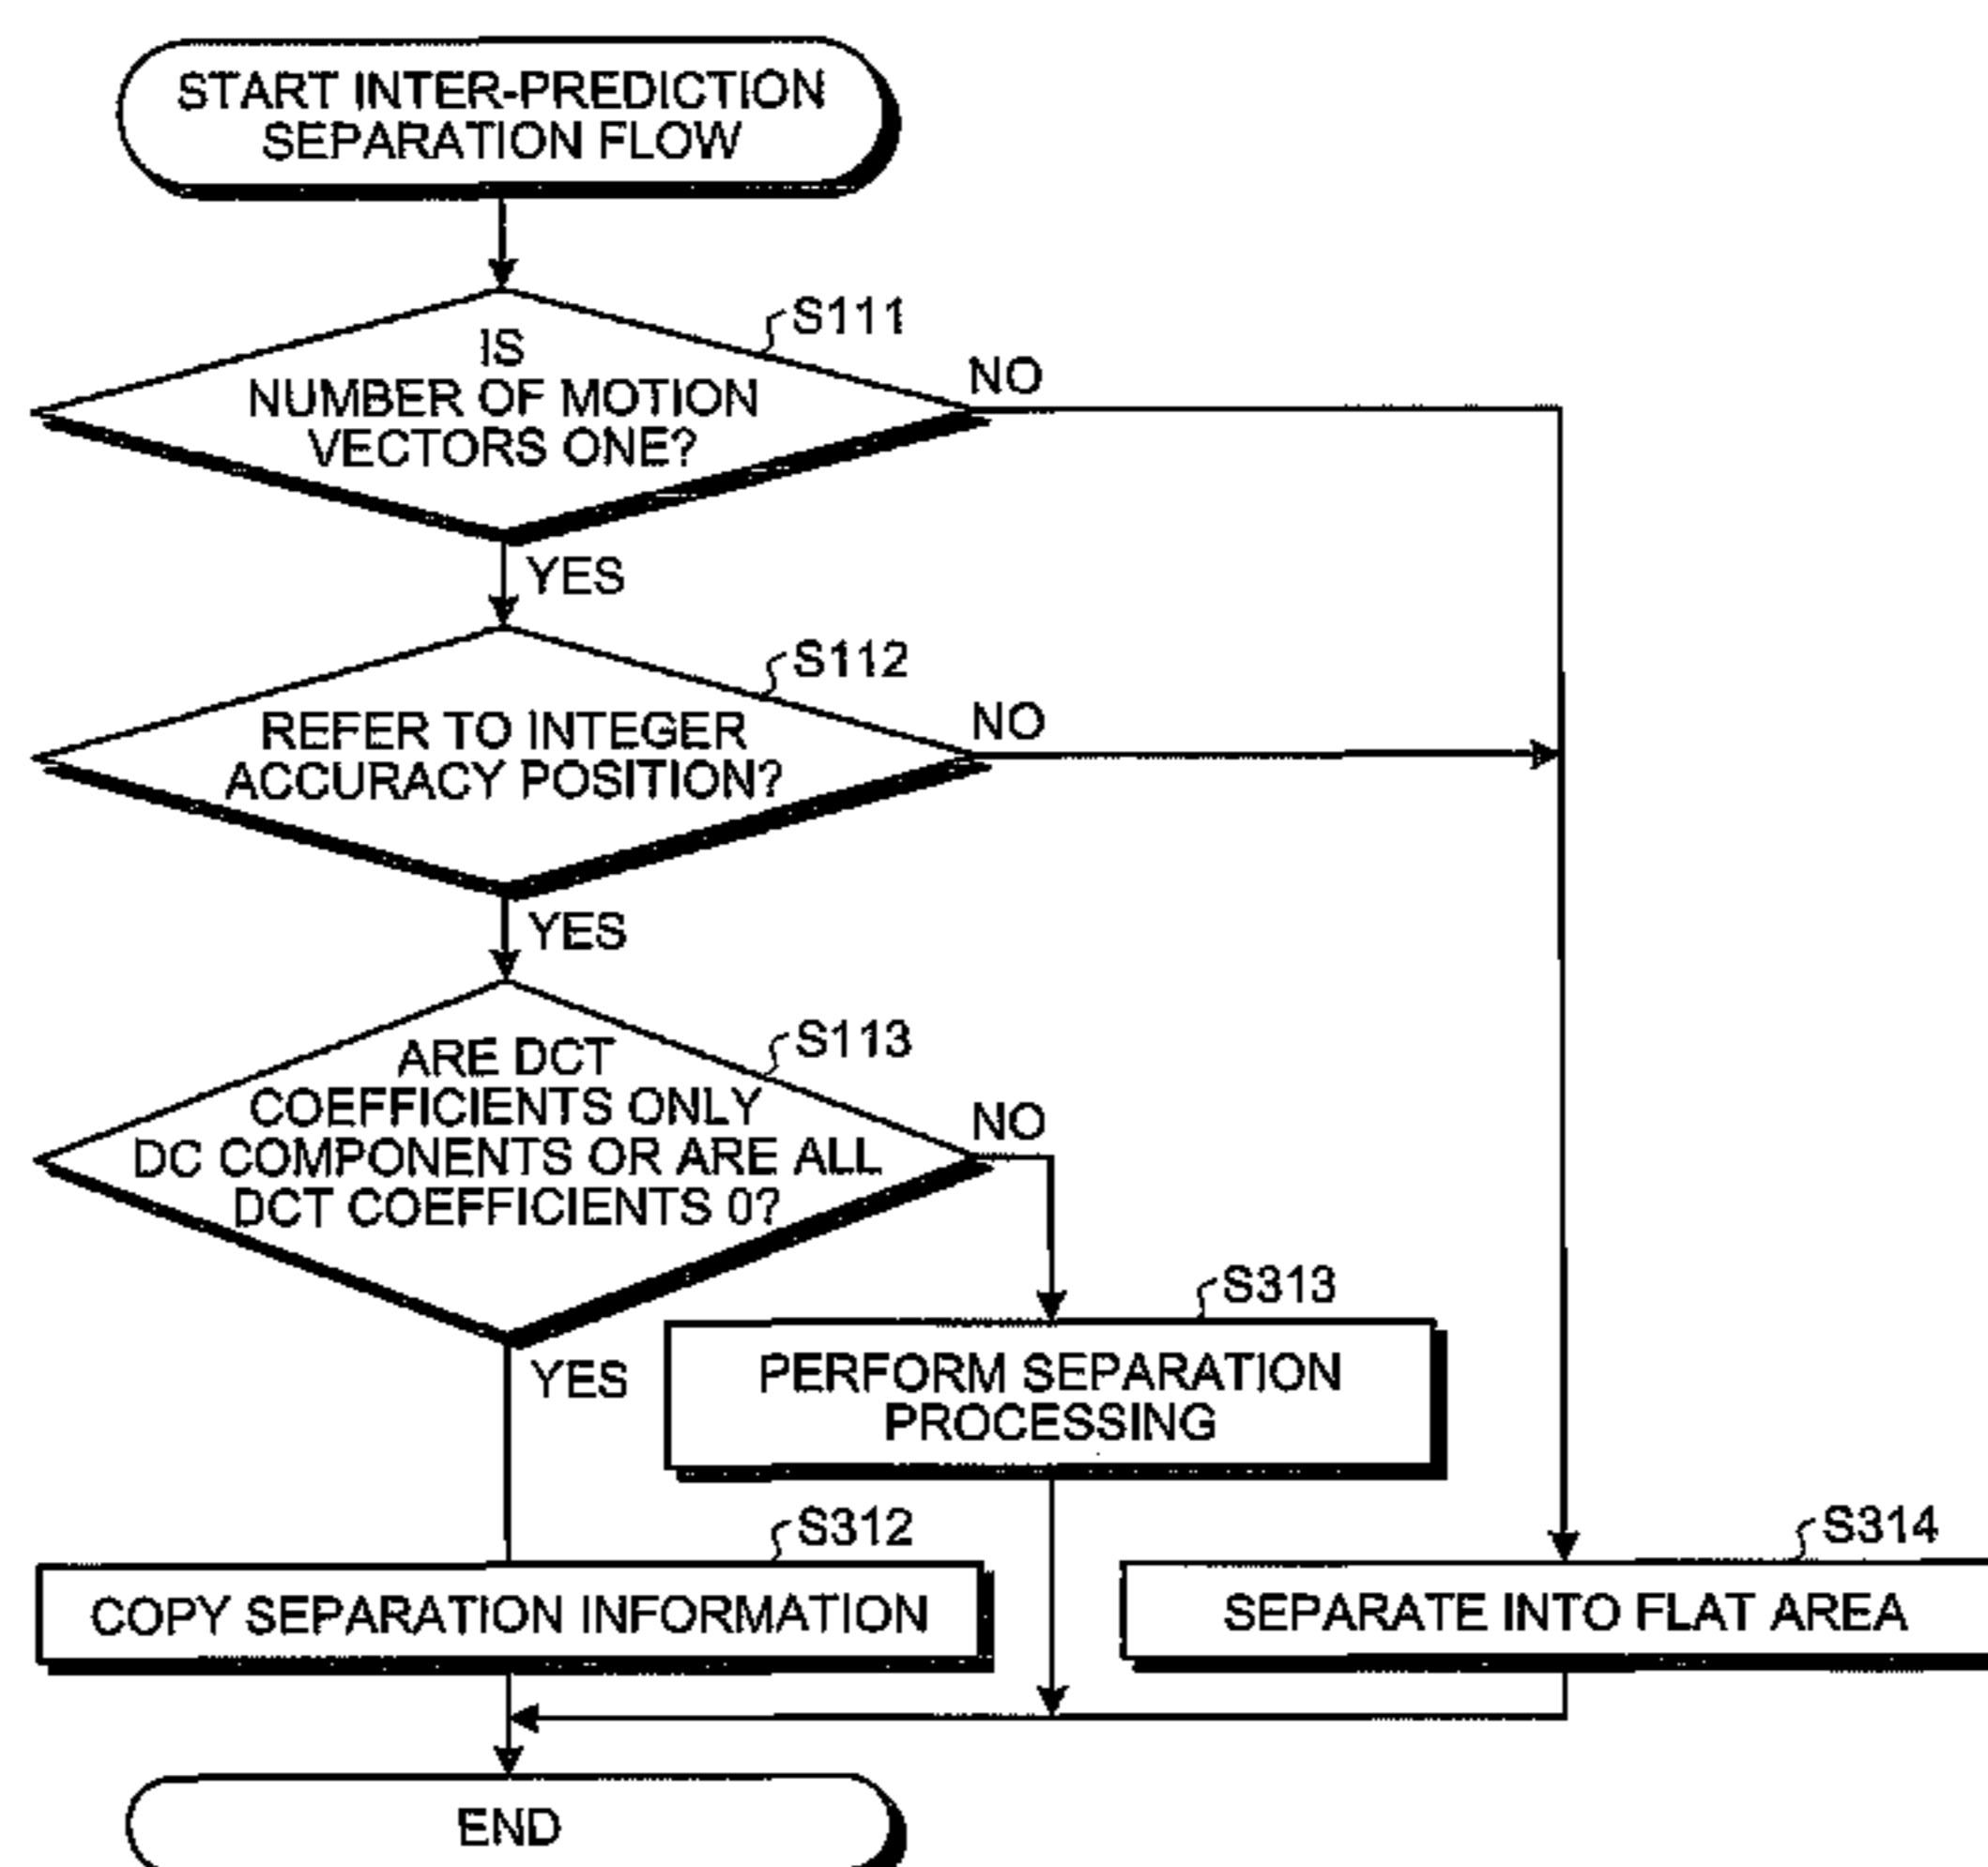 START INTER-PREDICTION
SEPARATION FLOW
S111
IS
NUMBER OF MOTION
VECTORS ONE?
NO
YES
S112
REFER TO INTEGER
ACCURACY POSITION?
NO
YES
S113
ARE DCT
COEFFICIENTS ONLY
DC COMPONENTS OR ARE ALL
DCT COEFFICIENTS 0?
NO
YES
S313
PERFORM SEPARATION
PROCESSING
S312
COPY SEPARATION INFORMATION
S314
SEPARATE INTO FLAT AREA
END